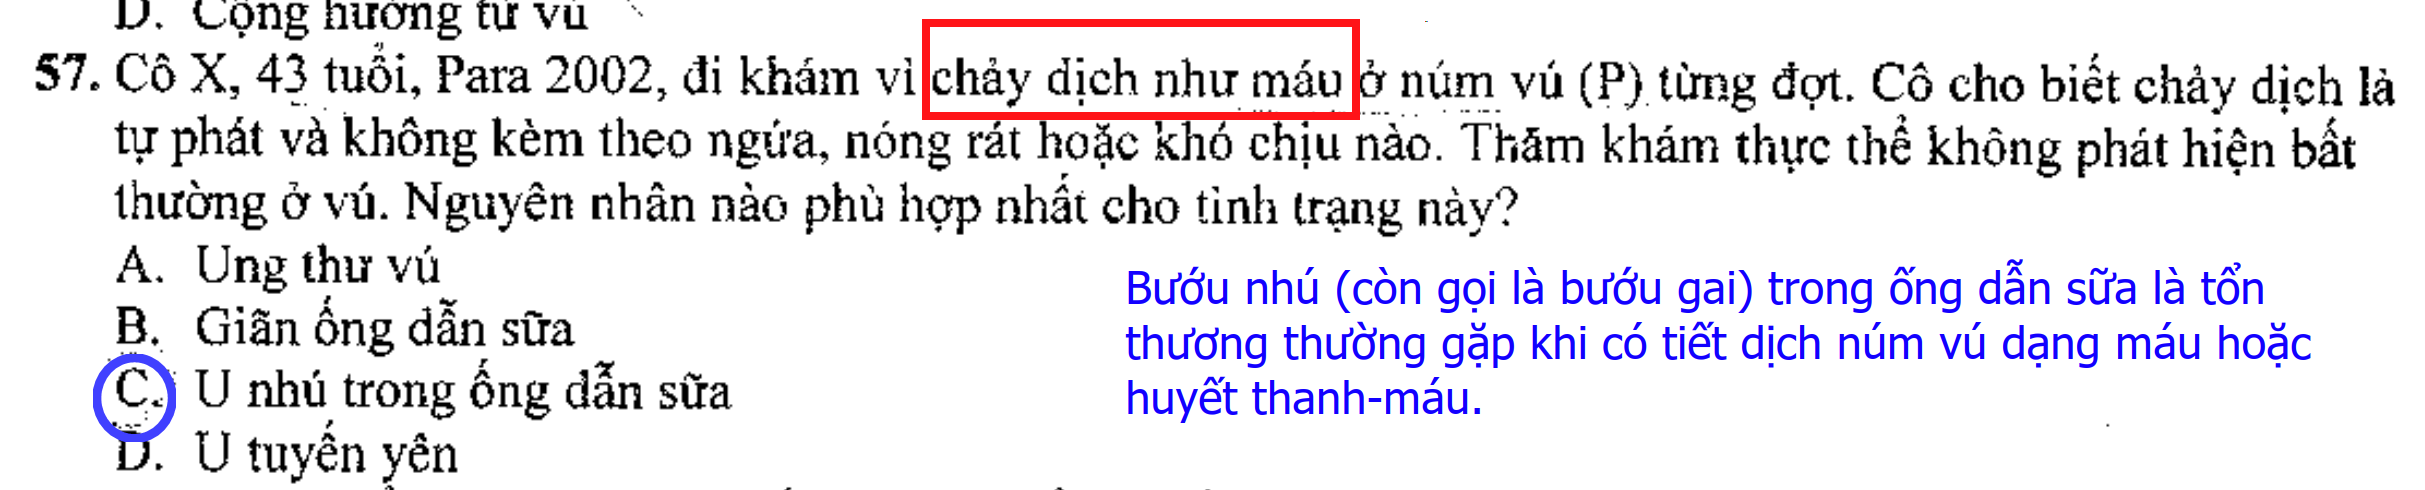 D. Cộng hưởng từ vú
57. Cô X, 43 tuổi, Para 2002, đi khám vì chảy dịch như máu ở núm vú (P) từng đợt. Cô cho biết chảy dịch là
tự phát và không kèm theo ngứa, nóng rát hoặc khó chịu nào. Thăm khám thực thể không phát hiện bất
thường ở vú. Nguyên nhân nào phù hợp nhất cho tình trạng này?
A. Ung thư vú
B. Giãn ống dẫn sữa
C. U nhú trong ống dẫn sữa
D. U tuyến yên
Bướu nhú (còn gọi là bướu gai) trong ống dẫn sữa là tổn
thương thường gặp khi có tiết dịch núm vú dạng máu hoặc
huyết thanh-máu.